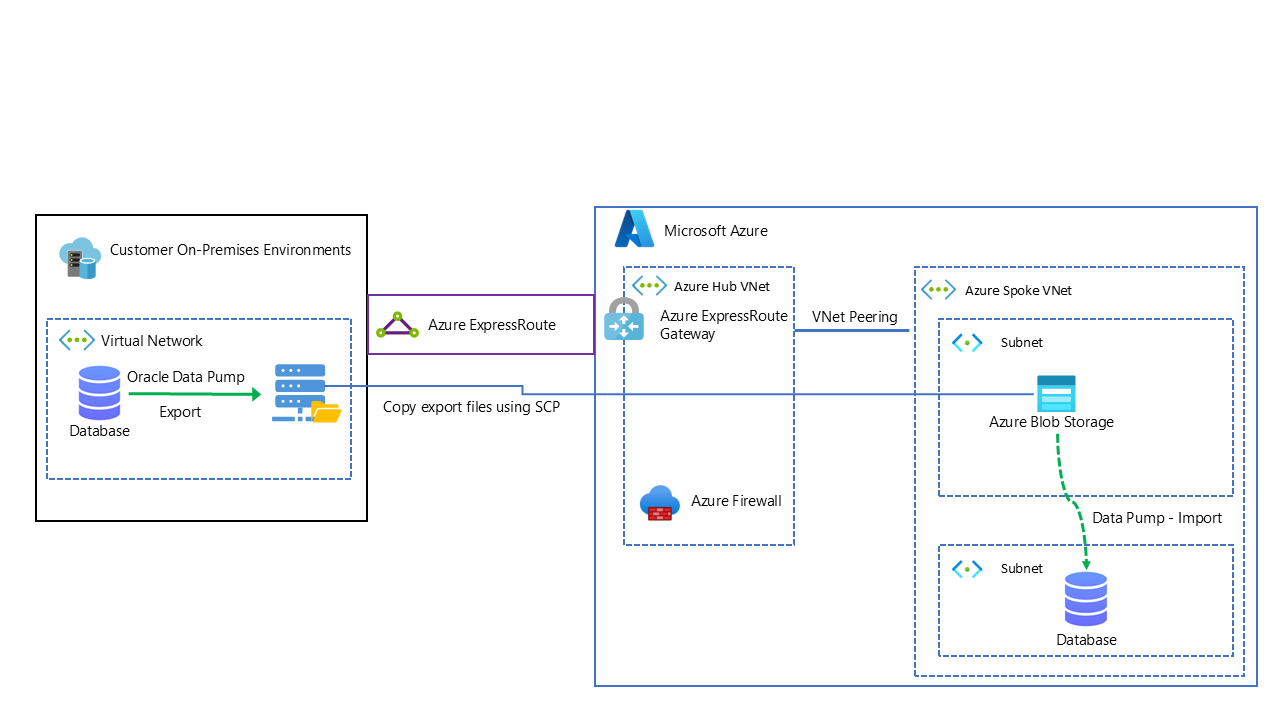 Customer On-Premises Environments
Virtual Network
Oracle Data Pump
Export
Database
Azure ExpressRoute
Copy export files using SCP
Microsoft Azure
Azure Hub VNet
Azure ExpressRoute
Gateway
Azure Firewall
VNet Peering
Azure Spoke VNet
Subnet
Azure Blob Storage
Data Pump - Import
Subnet
Database